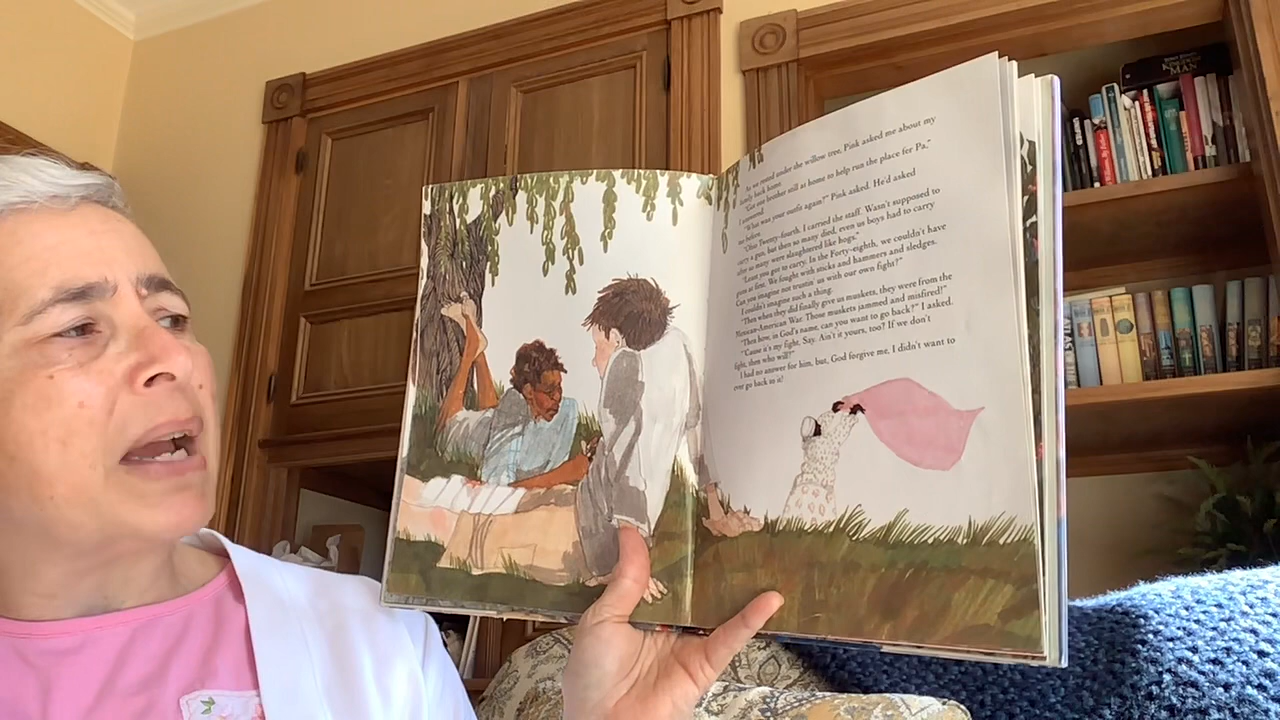 As we rested under the willow tree, Pink asked me about my
family back home.
"Got one brother still at home to help run the place fer Pa,"
I answered.
"What was your outfit again?" Pink asked. He'd asked
me before.
"Ohio Twenty-fourth. I carried the staff. Wasn't supposed to
carry a gun, but then so many died, even us boys had to carry
after so many were slaughtered like hogs."
"Least you got to carry. In the Forty-eighth, we couldn't have
guns at first. We fought with sticks and hammers and sledges.
Can you imagine not trustin' us with our own fight?"
I couldn't imagine such a thing.
"Then when they did finally give us muskets, they were from the
Mexican-American War. Those muskets jammed and misfired!"
"Then how, in God's name, can you want to go back?" I asked.
"'Cause it's my fight, Say. Ain't it yours, too? If we don't
fight, then who will?"
I had no answer for him, but, God forgive me, I didn't want to
ever go back in it!
MAN